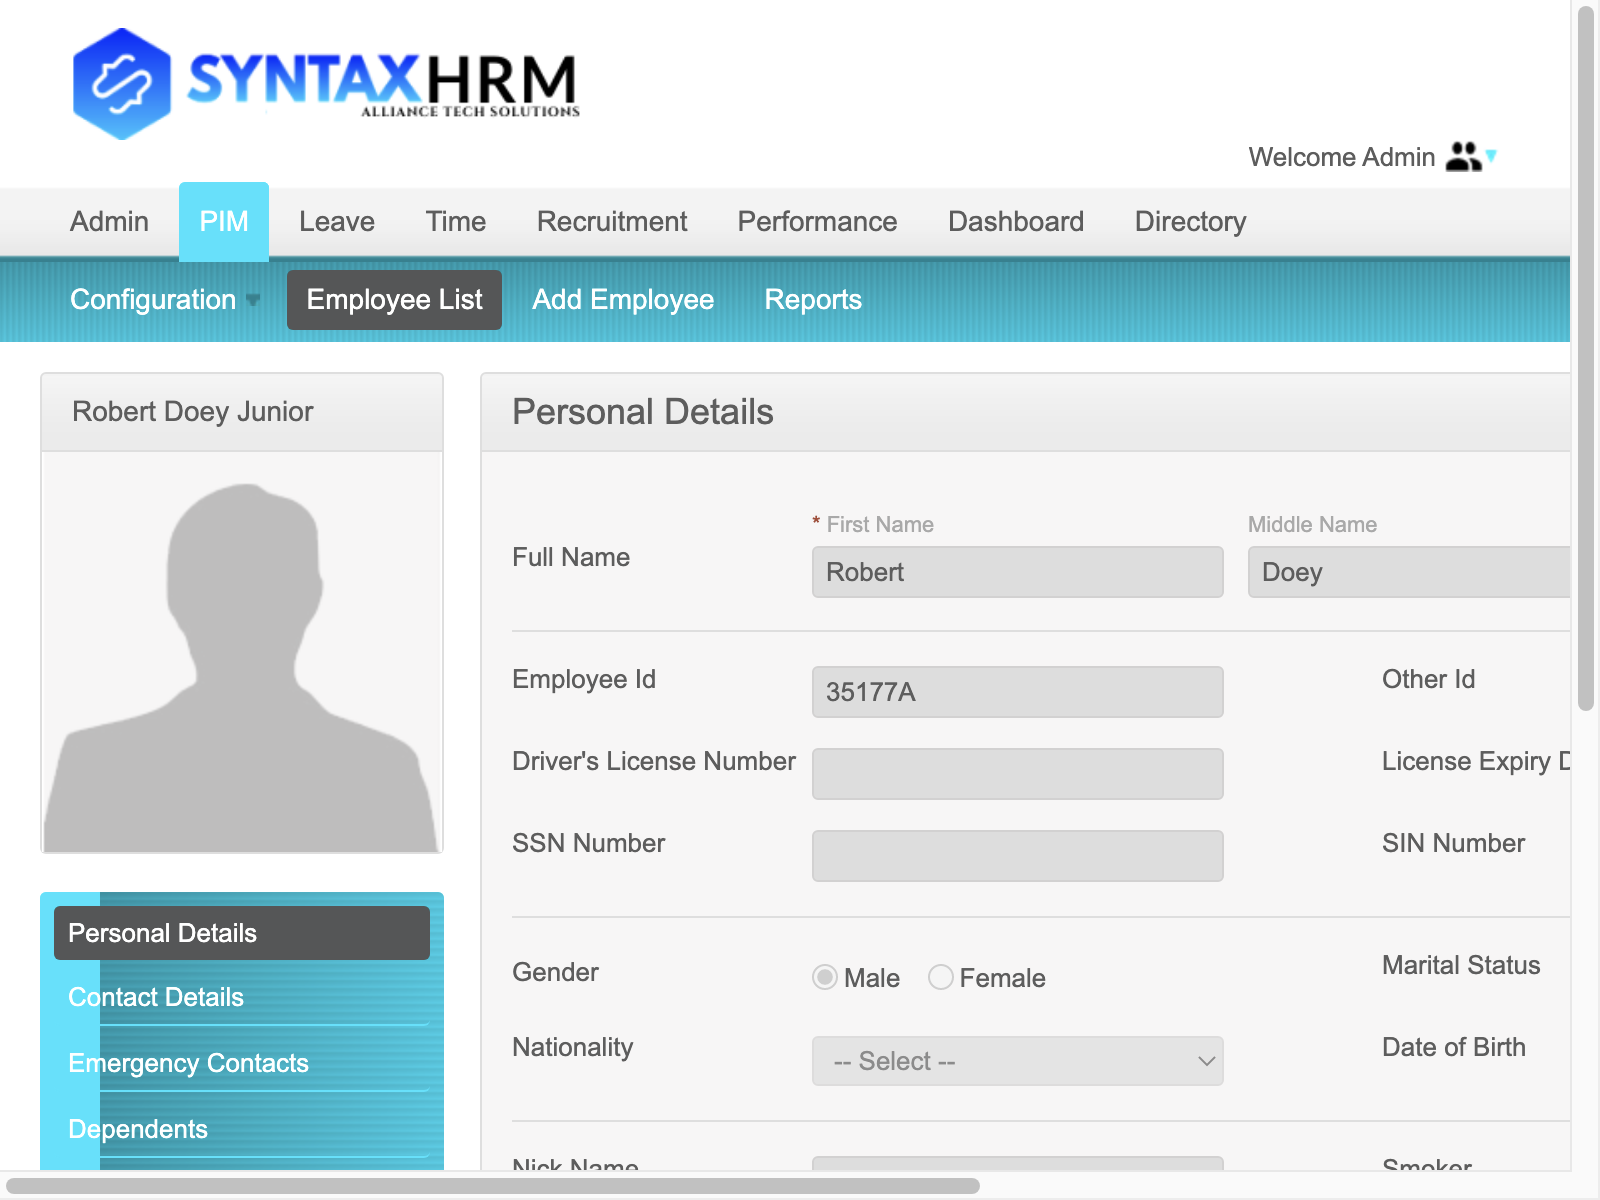 SYNTAXHRM
ALLIANCE TECH SOLUTIONS
Welcome Admin
Admin PIM Leave Time Recruitment Performance Dashboard Directory
Configuration Employee List Add Employee Reports
Robert Doey Junior
Personal Details
* First Name Middle Name
Full Name Robert Doey
Employee Id 35177A Other Id
Driver's License Number License Expiry D
SSN Number SIN Number
Gender Male Female Marital Status
Nationality -- Select -- Date of Birth
Nick Name Smoker
Personal Details
Contact Details
Emergency Contacts
Dependents